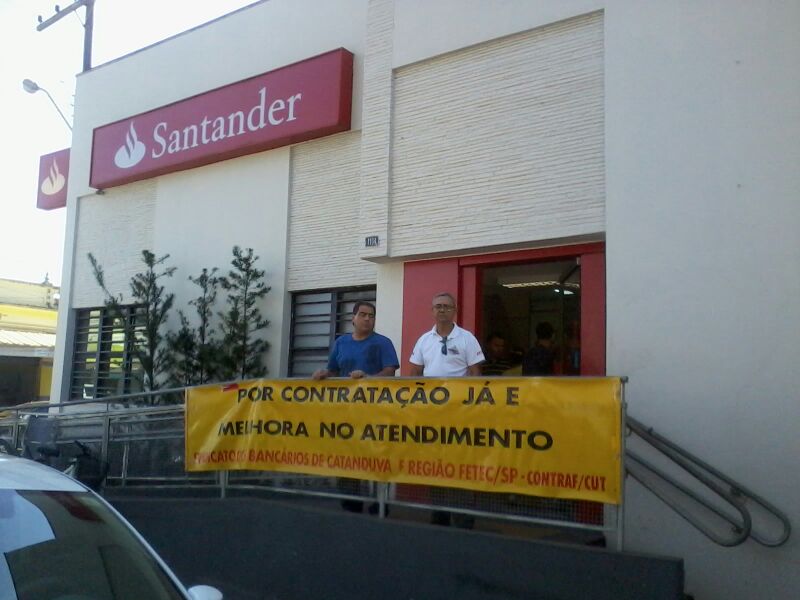 Santander
POR CONTRATAÇÃO JÁ E
MELHORA NO ATENDIMENTO
BANCÁRIOS DE CATANDUVA E REGIÃO FETEC/SP - CONTRAF/CUT